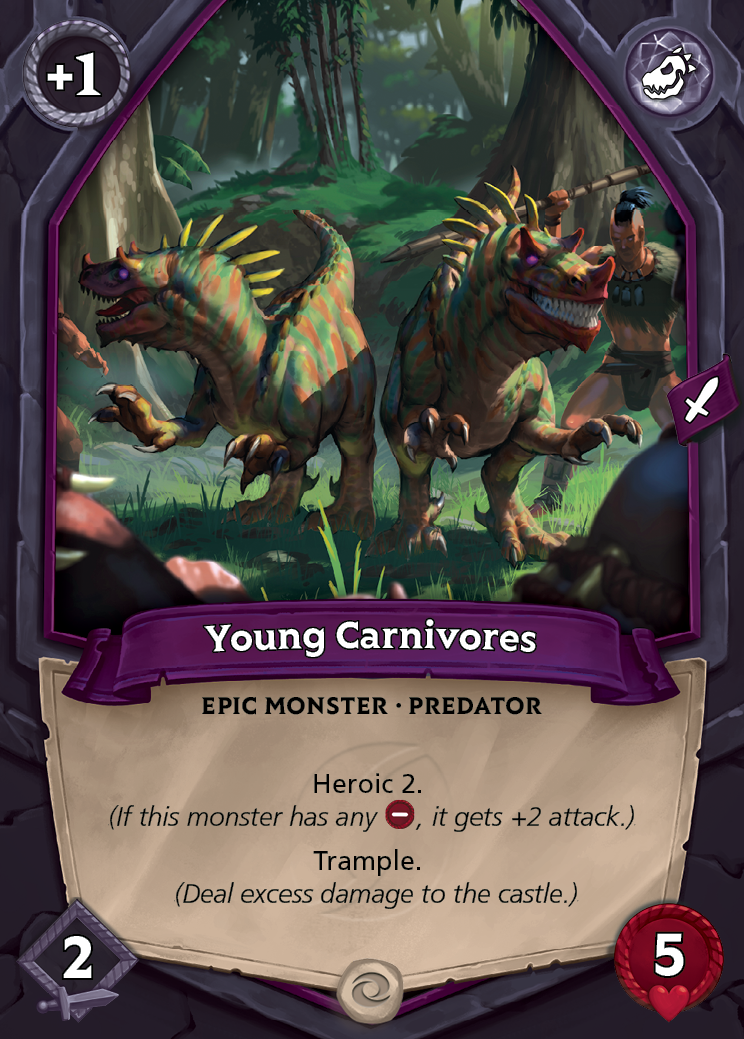 +1
Young Carnivores
EPIC MONSTER · PREDATOR
Heroic 2.
(If this monster has any −, it gets +2 attack.)
Trample.
(Deal excess damage to the castle.)
2
5